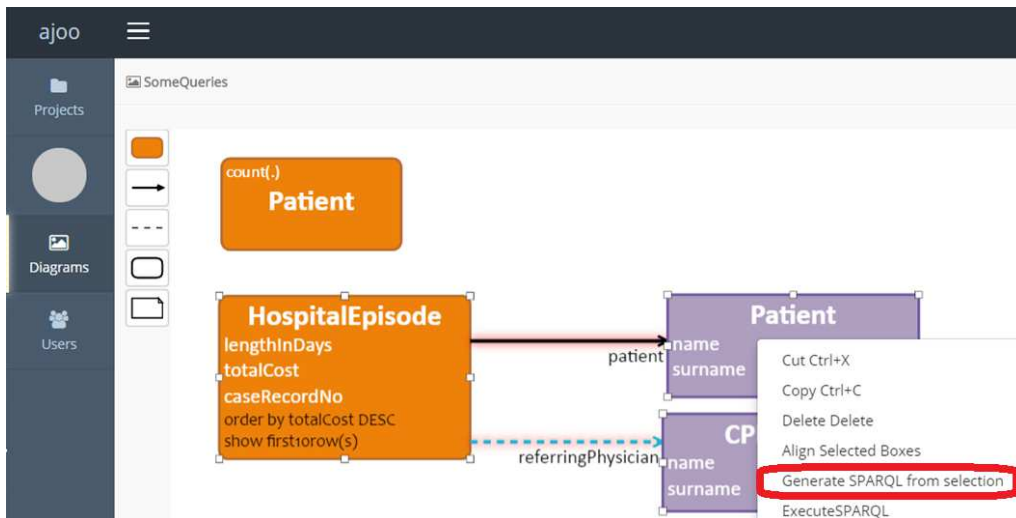 ajoo
SomeQueries
Projects
Diagrams
Users
count(.)
Patient
HospitalEpisode
lengthInDays
totalCost
caseRecordNo
order by totalCost DESC
show first10row(s)
patient
Patient
name
surname
referringPhysician
CP
name
surname
Cut Ctrl+X
Copy Ctrl+C
Delete Delete
Align Selected Boxes
Generate SPARQL from selection
ExecuteSPARQL